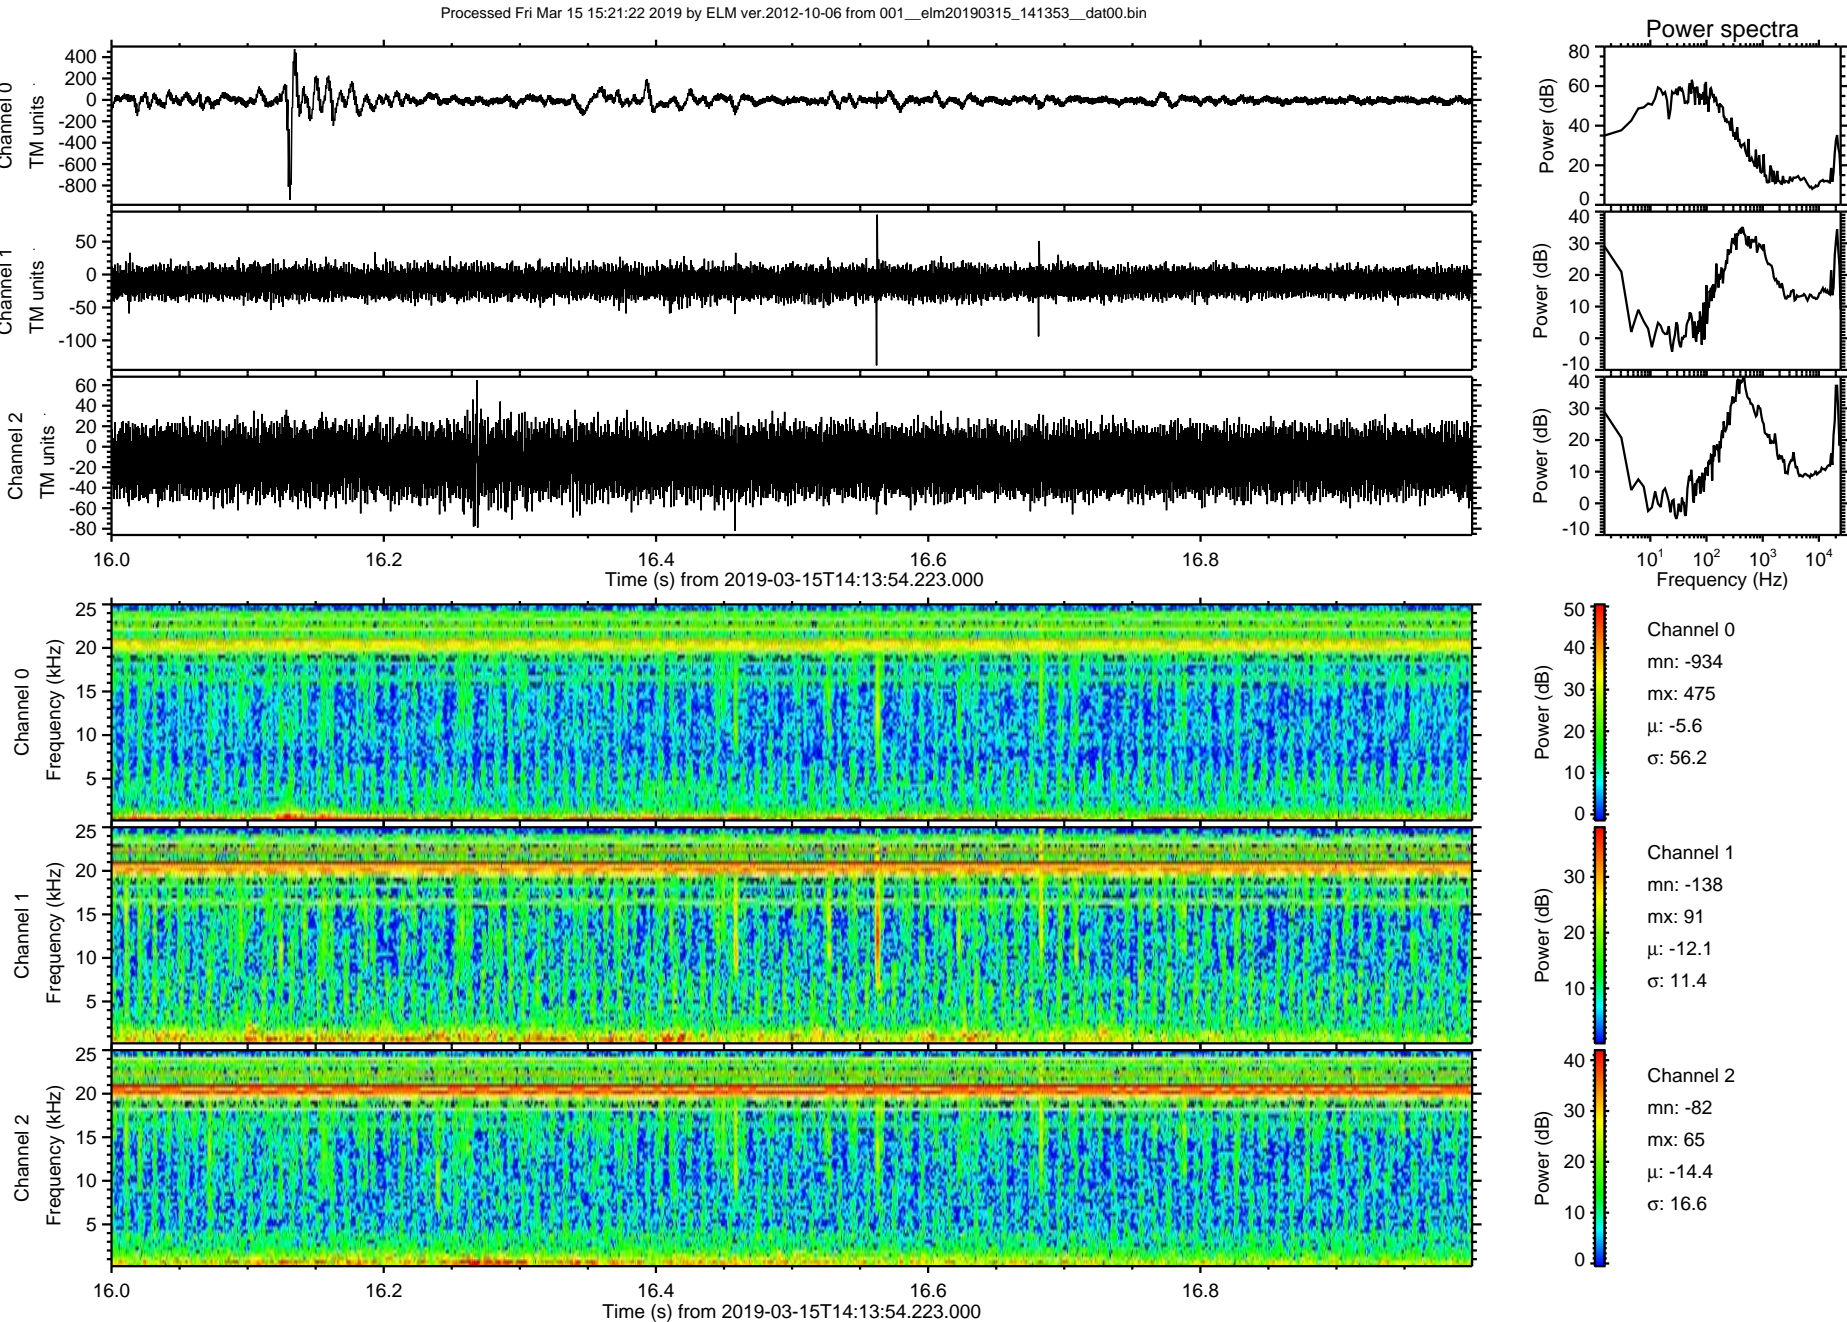 Processed Fri Mar 15 15:21:22 2019 by ELM ver.2012-10-06 from 001__elm20190315_141353__dat00.bin
Power spectra
Channel 0
TM units
400
200
0
-200
-400
-600
-800
Power (dB)
80
60
40
20
0
Channel 1
TM units
50
0
-50
-100
Power (dB)
40
30
20
10
0
-10
Channel 2
TM units
60
40
20
0
-20
-40
-60
-80
Power (dB)
40
30
20
10
0
-10
16.0 16.2 16.4 16.6 16.8
Time (s) from 2019-03-15T14:13:54.223.000
10^1 10^2 10^3 10^4
Frequency (Hz)
Channel 0
Frequency (kHz)
25
20
15
10
5
Power (dB)
50
40
30
20
10
0
Channel 0
mn: -934
mx: 475
μ: -5.6
σ: 56.2
Channel 1
Frequency (kHz)
25
20
15
10
5
Power (dB)
30
20
10
Channel 1
mn: -138
mx: 91
μ: -12.1
σ: 11.4
Channel 2
Frequency (kHz)
25
20
15
10
5
Power (dB)
40
30
20
10
0
Channel 2
mn: -82
mx: 65
μ: -14.4
σ: 16.6
16.0 16.2 16.4 16.6 16.8
Time (s) from 2019-03-15T14:13:54.223.000